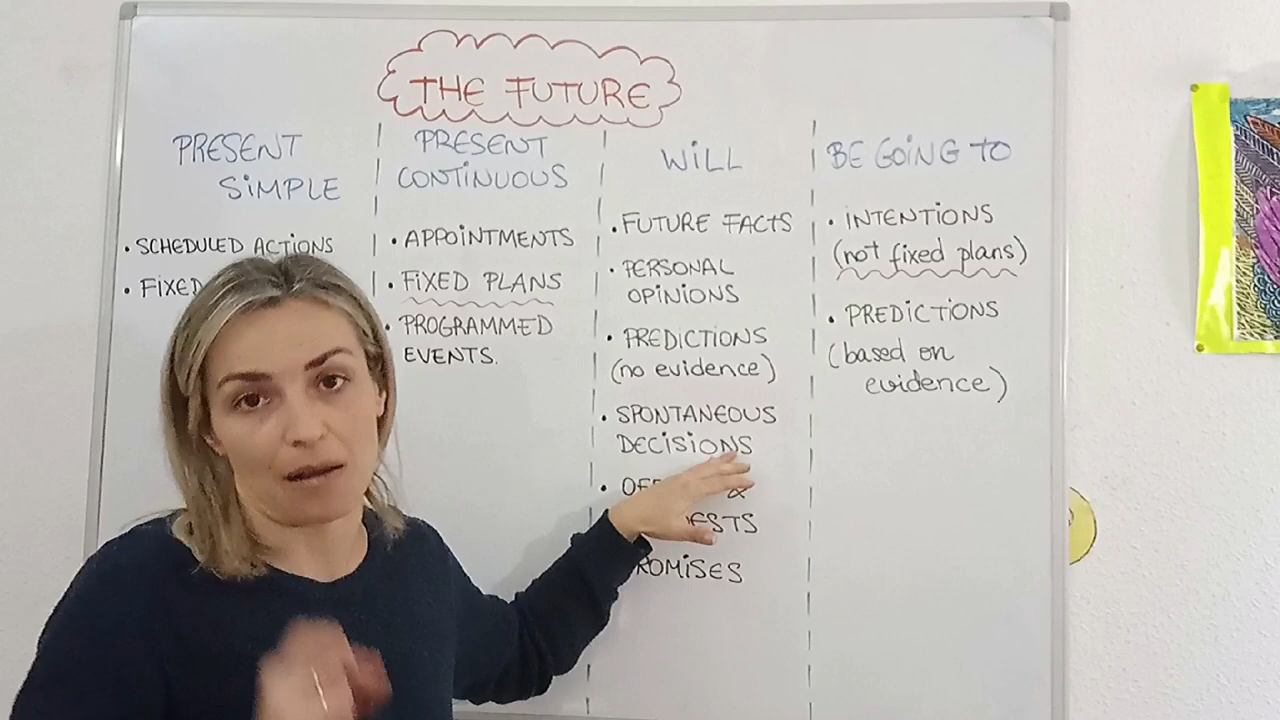 THE FUTURE
PRESENT
SIMPLE
• SCHEDULED ACTIONS
• FIXED
PRESENT
CONTINUOUS
• APPOINTMENTS
• FIXED PLANS
• PROGRAMMED
EVENTS.
WILL
• FUTURE FACTS
• PERSONAL
OPINIONS
• PREDICTIONS
(no evidence)
• SPONTANEOUS
DECISIONS
• &
BE GOING TO
• INTENTIONS
(not fixed plans)
• PREDICTIONS
(based on
evidence)